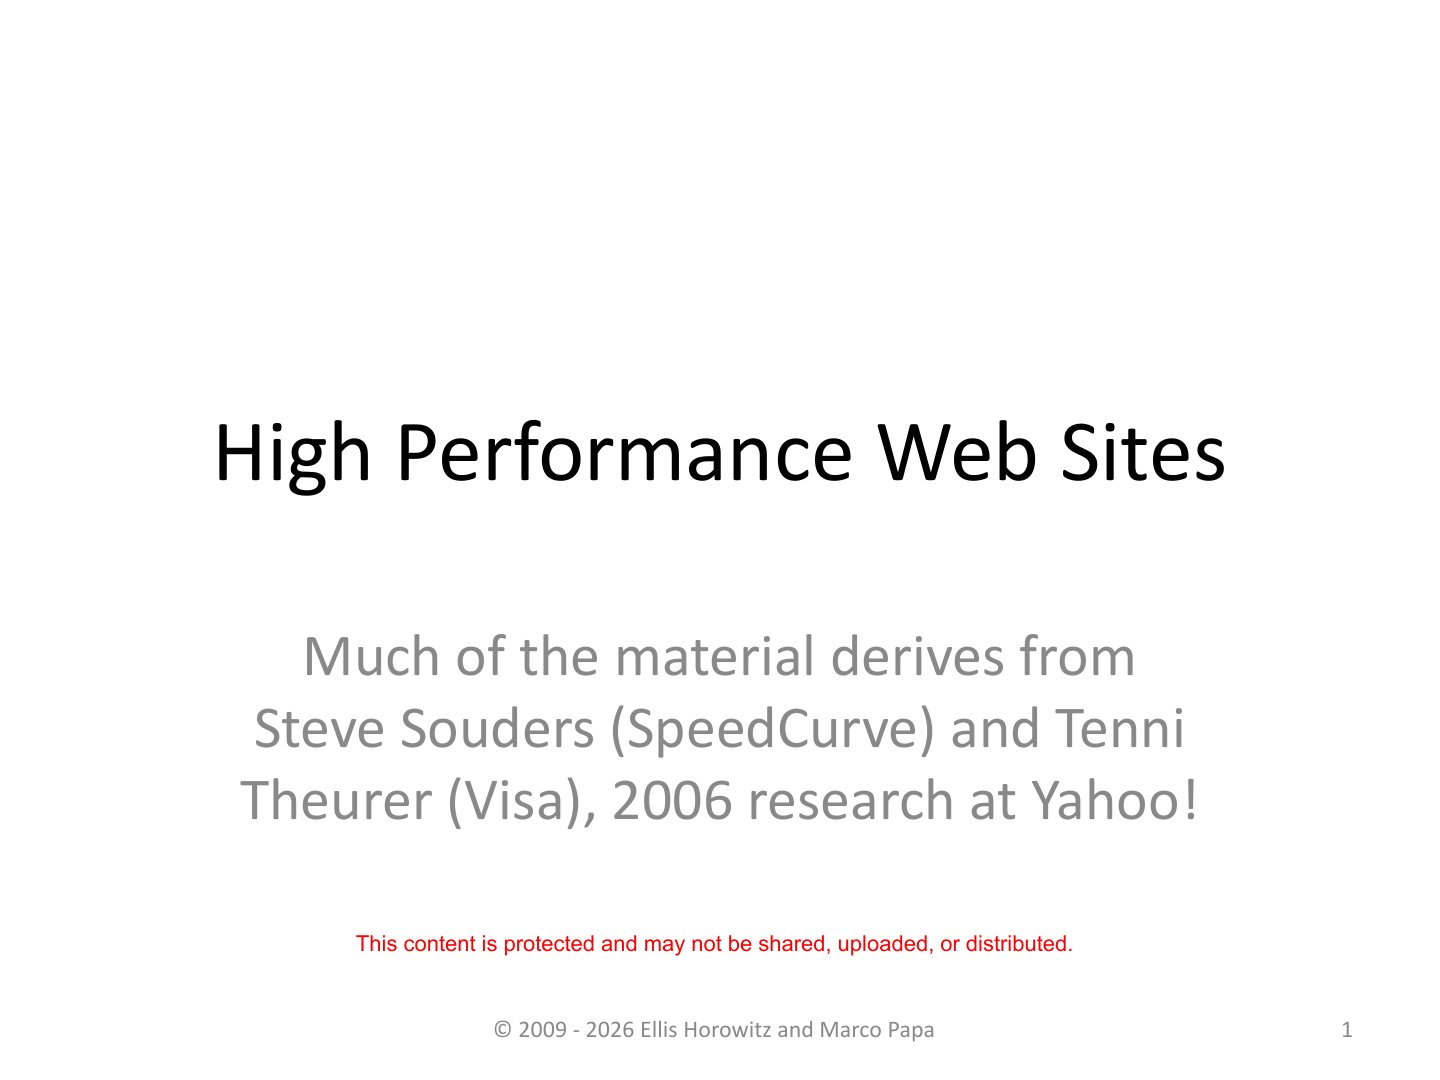 High Performance Web Sites
Much of the material derives from
Steve Souders (SpeedCurve) and Tenni
Theurer (Visa), 2006 research at Yahoo!
This content is protected and may not be shared, uploaded, or distributed.
© 2009 - 2026 Ellis Horowitz and Marco Papa
1